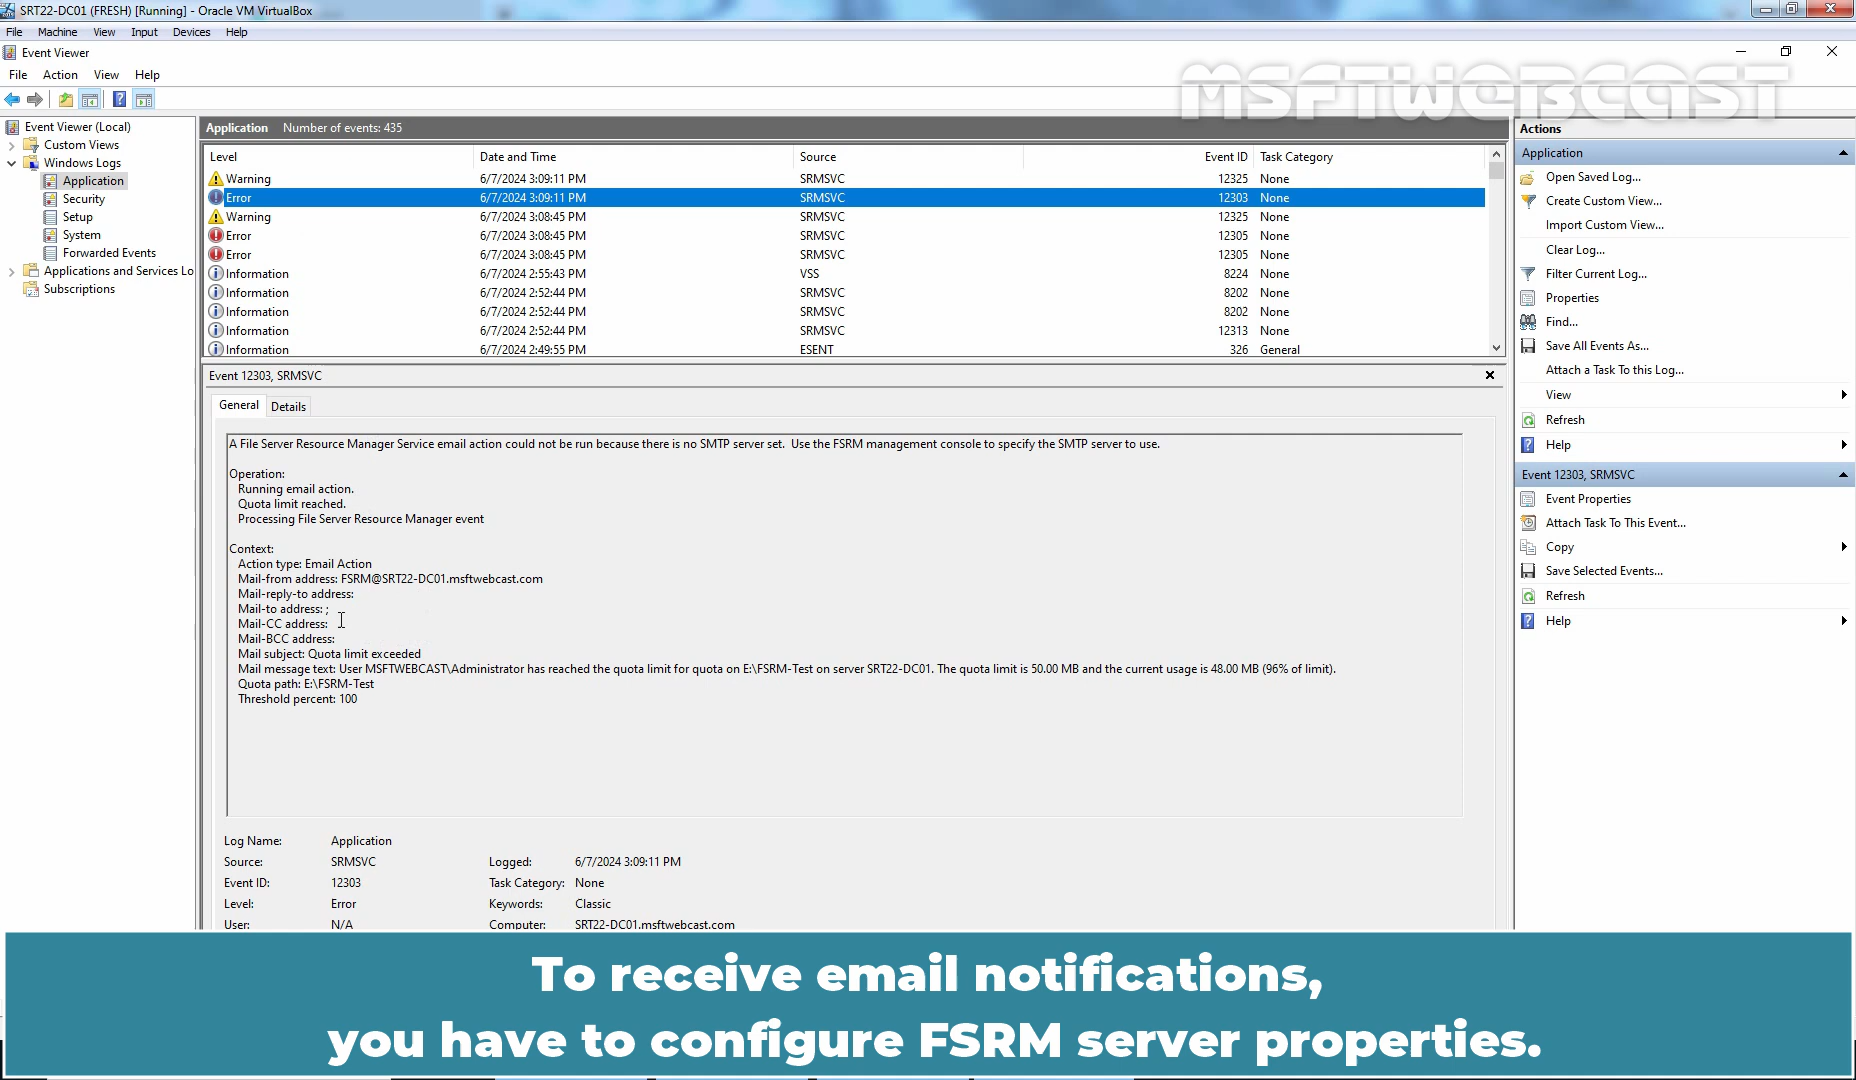 SRT22-DC01 (FRESH) [Running] - Oracle VM VirtualBox
File Machine View Input Devices Help
Event Viewer
File Action View Help
MSFTWEBCAST
Event Viewer (Local)
Custom Views
Windows Logs
Application
Security
Setup
System
Forwarded Events
Applications and Services Lo
Subscriptions
Application Number of events: 435
Level Date and Time Source Event ID Task Category
Warning 6/7/2024 3:09:11 PM SRMSVC 12325 None
Error 6/7/2024 3:09:11 PM SRMSVC 12303 None
Warning 6/7/2024 3:08:45 PM SRMSVC 12325 None
Error 6/7/2024 3:08:45 PM SRMSVC 12305 None
Error 6/7/2024 3:08:45 PM SRMSVC 12305 None
Information 6/7/2024 2:55:43 PM VSS 8224 None
Information 6/7/2024 2:52:44 PM SRMSVC 8202 None
Information 6/7/2024 2:52:44 PM SRMSVC 8202 None
Information 6/7/2024 2:52:44 PM SRMSVC 12313 None
Information 6/7/2024 2:49:55 PM ESENT 326 General
Event 12303, SRMSVC
General Details
A File Server Resource Manager Service email action could not be run because there is no SMTP server set. Use the FSRM management console to specify the SMTP server to use.
Operation:
Running email action.
Quota limit reached.
Processing File Server Resource Manager event
Context:
Action type: Email Action
Mail-from address: FSRM@SRT22-DC01.msftwebcast.com
Mail-reply-to address:
Mail-to address: ;
Mail-CC address:
Mail-BCC address:
Mail subject: Quota limit exceeded
Mail message text: User MSFTWEBCAST\Administrator has reached the quota limit for quota on E:\FSRM-Test on server SRT22-DC01. The quota limit is 50.00 MB and the current usage is 48.00 MB (96% of limit).
Quota path: E:\FSRM-Test
Threshold percent: 100
Log Name: Application
Source: SRMSVC Logged: 6/7/2024 3:09:11 PM
Event ID: 12303 Task Category: None
Level: Error Keywords: Classic
User: N/A Computer: SRT22-DC01.msftwebcast.com
Actions
Application
Open Saved Log...
Create Custom View...
Import Custom View...
Clear Log...
Filter Current Log...
Properties
Find...
Save All Events As...
Attach a Task To this Log...
View
Refresh
Help
Event 12303, SRMSVC
Event Properties
Attach Task To This Event...
Copy
Save Selected Events...
Refresh
Help
To receive email notifications,
you have to configure FSRM server properties.